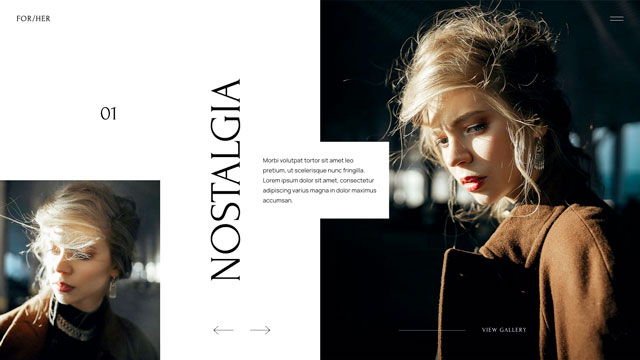 FOR/HER
01
NOSTALGIA
Morbi volutpat tortor sit amet leo
pretium, ut scelerisque nunc fringilla.
Lorem ipsum dolor sit amet, consectetur
adipiscing varius magna in dolor maximus
accumsan.
VIEW GALLERY